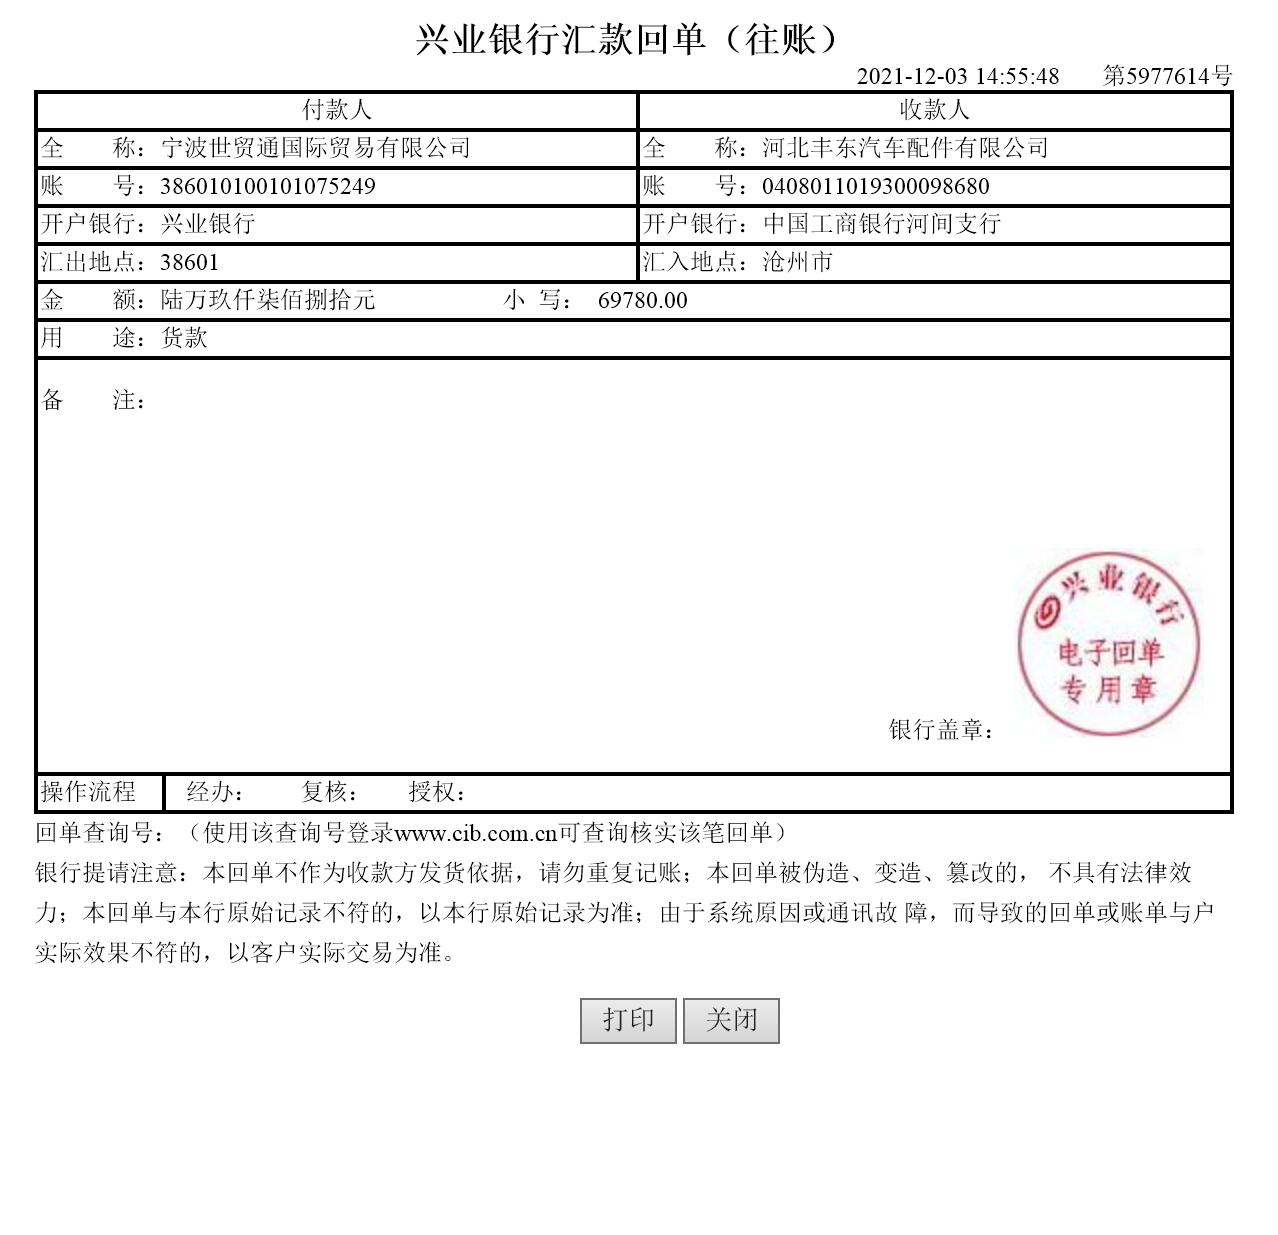 兴业银行汇款回单（往账）
2021-12-03 14:55:48 第5977614号
付款人 收款人
全 称：宁波世贸通国际贸易有限公司 全 称：河北丰东汽车配件有限公司
账 号：386010100101075249 账 号：0408011019300098680
开户银行：兴业银行 开户银行：中国工商银行河间支行
汇出地点：38601 汇入地点：沧州市
金 额：陆万玖仟柒佰捌拾元 小 写： 69780.00
用 途：货款
备 注：
兴业银行
电子回单
专用章
银行盖章：
操作流程 经办： 复核： 授权：
回单查询号：（使用该查询号登录www.cib.com.cn可查询核实该笔回单）
银行提请注意：本回单不作为收款方发货依据，请勿重复记账；本回单被伪造、变造、篡改的， 不具有法律效
力；本回单与本行原始记录不符的，以本行原始记录为准；由于系统原因或通讯故 障，而导致的回单或账单与户
实际效果不符的，以客户实际交易为准。
打印 关闭